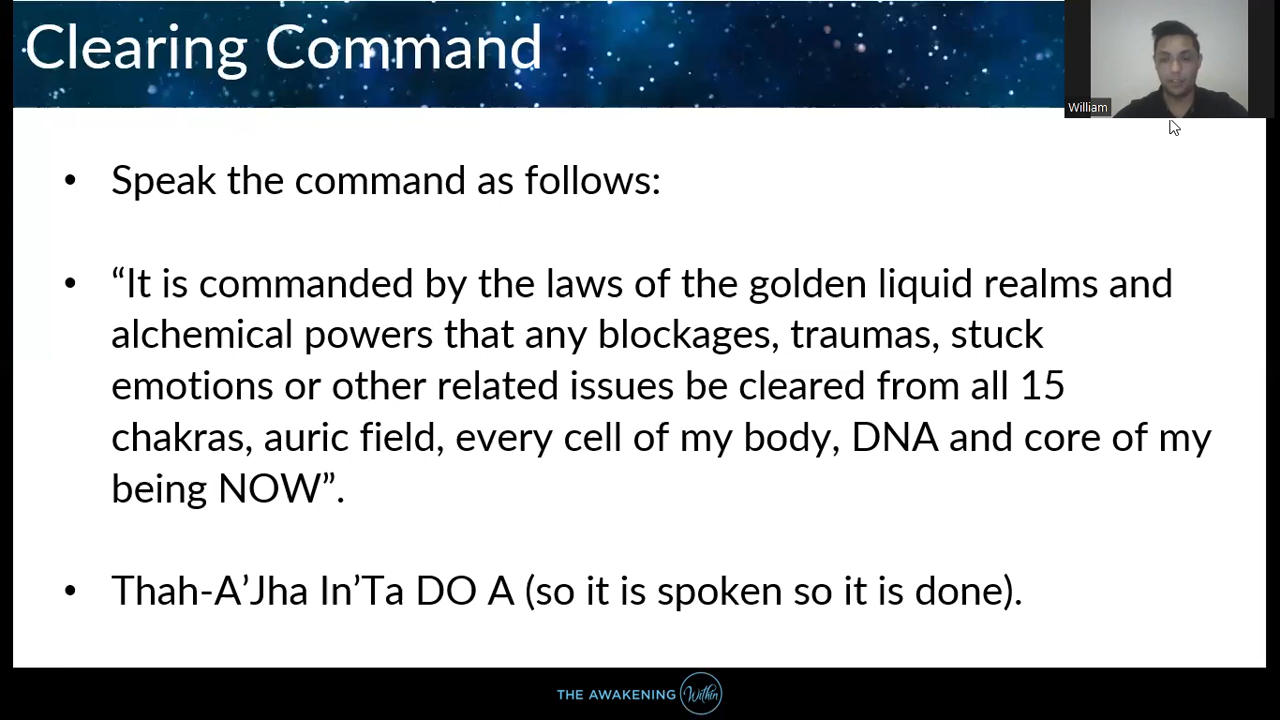 Clearing Command
William
• Speak the command as follows:
• “It is commanded by the laws of the golden liquid realms and
alchemical powers that any blockages, traumas, stuck
emotions or other related issues be cleared from all 15
chakras, auric field, every cell of my body, DNA and core of my
being NOW”.
• Thah-A’Jha In’Ta DO A (so it is spoken so it is done).
THE AWAKENING Within